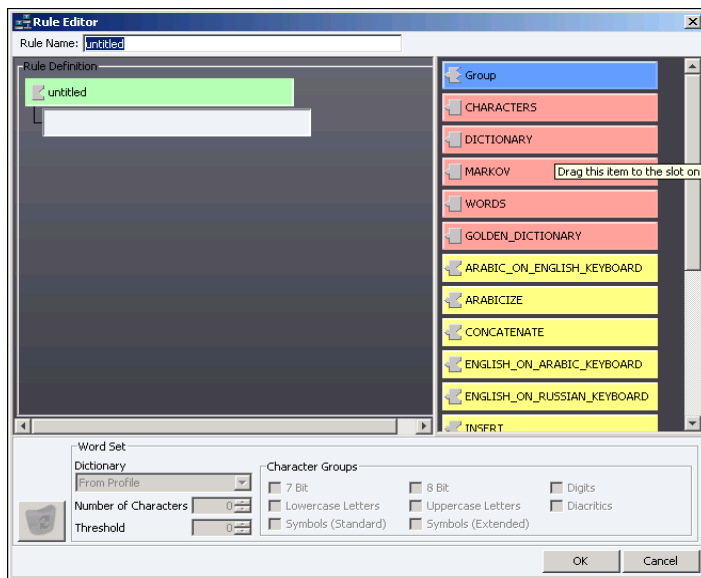 Rule Editor
Rule Name: untitled
Rule Definition
untitled
Group
CHARACTERS
DICTIONARY
MARKOV
Drag this item to the slot on
WORDS
GOLDEN_DICTIONARY
ARABIC_ON_ENGLISH_KEYBOARD
ARABICIZE
CONCATENATE
ENGLISH_ON_ARABIC_KEYBOARD
ENGLISH_ON_RUSSIAN_KEYBOARD
INSERT
Word Set
Dictionary
From Profile
Number of Characters 0
Threshold 0
Character Groups
7 Bit 8 Bit Digits
Lowercase Letters Uppercase Letters Diacritics
Symbols (Standard) Symbols (Extended)
OK Cancel